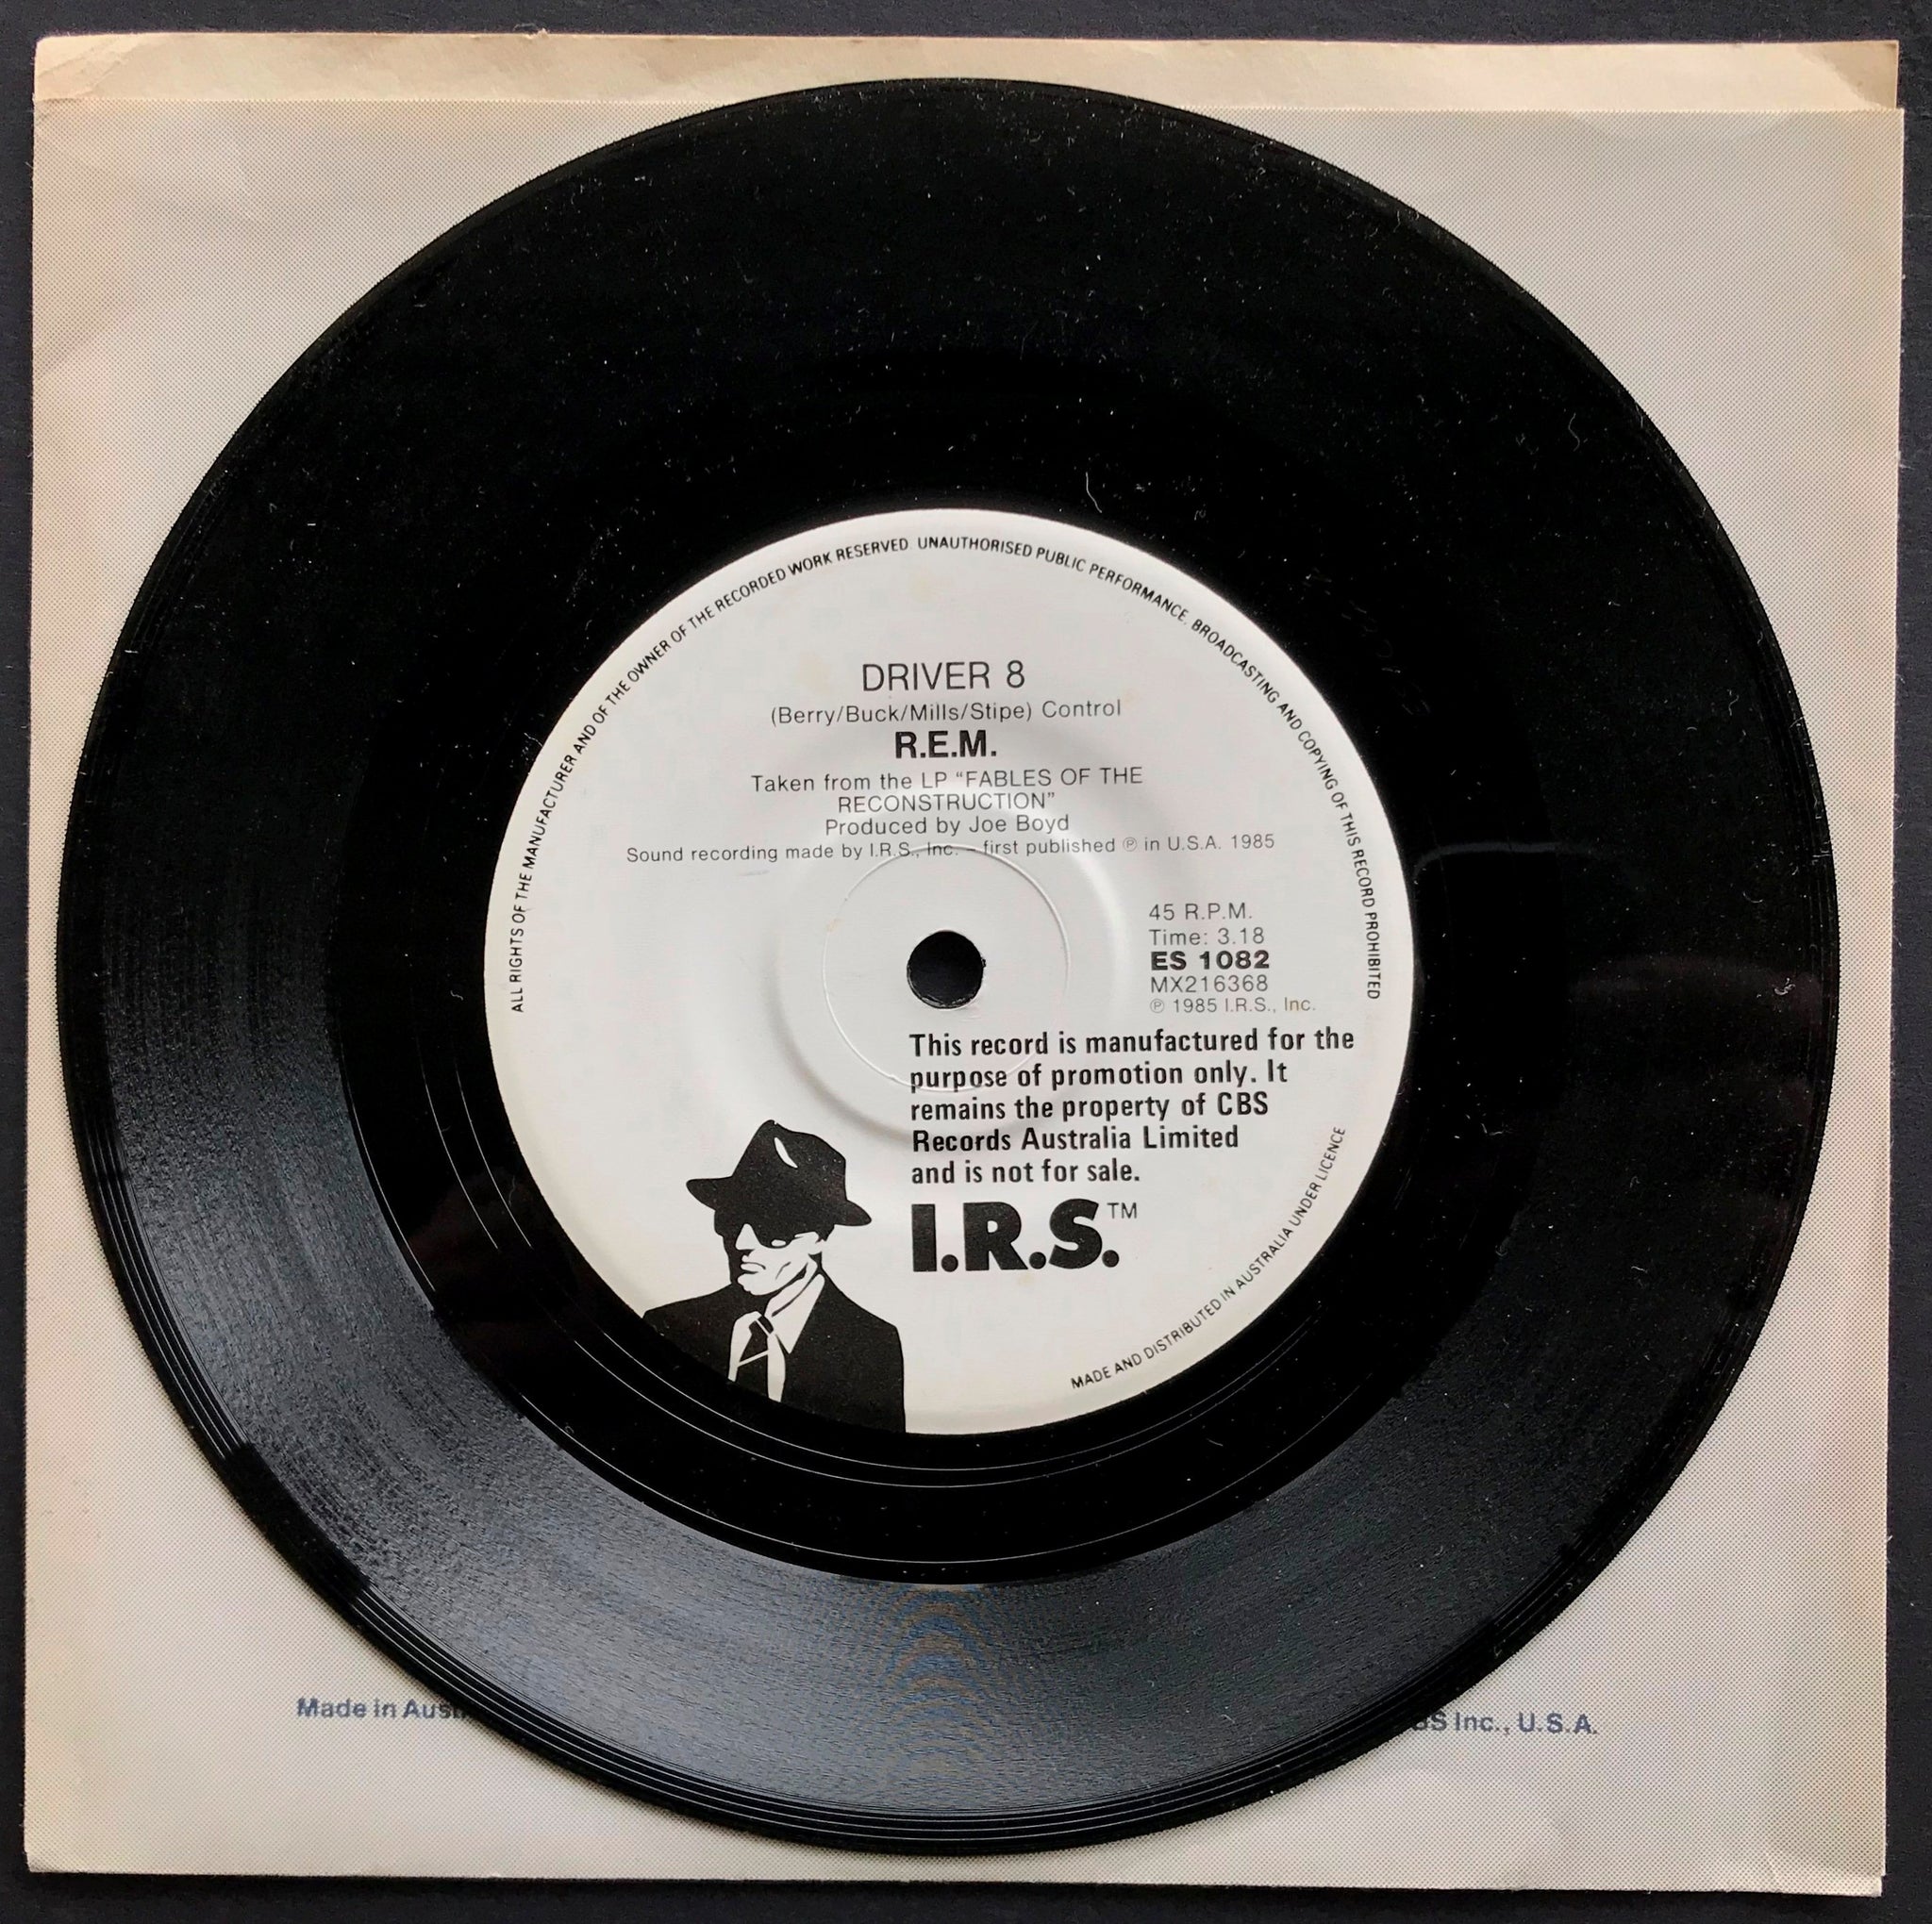 ALL RIGHTS OF THE MANUFACTURER AND OF THE OWNER OF THE RECORDED WORK RESERVED. UNAUTHORISED PUBLIC PERFORMANCE. BROADCASTING AND COPYING OF THIS RECORD PROHIBITED
DRIVER 8
(Berry/Buck/Mills/Stipe) Control
R.E.M.
Taken from the LP “FABLES OF THE
RECONSTRUCTION”
Produced by Joe Boyd
Sound recording made by I.R.S., Inc. – first published ℗ in U.S.A. 1985
45 R.P.M.
Time: 3.18
ES 1082
MX216368
℗ 1985 I.R.S., Inc.
This record is manufactured for the
purpose of promotion only. It
remains the property of CBS
Records Australia Limited
and is not for sale.
I.R.S.™
MADE AND DISTRIBUTED IN AUSTRALIA UNDER LICENCE
Made in
Inc., U.S.A.